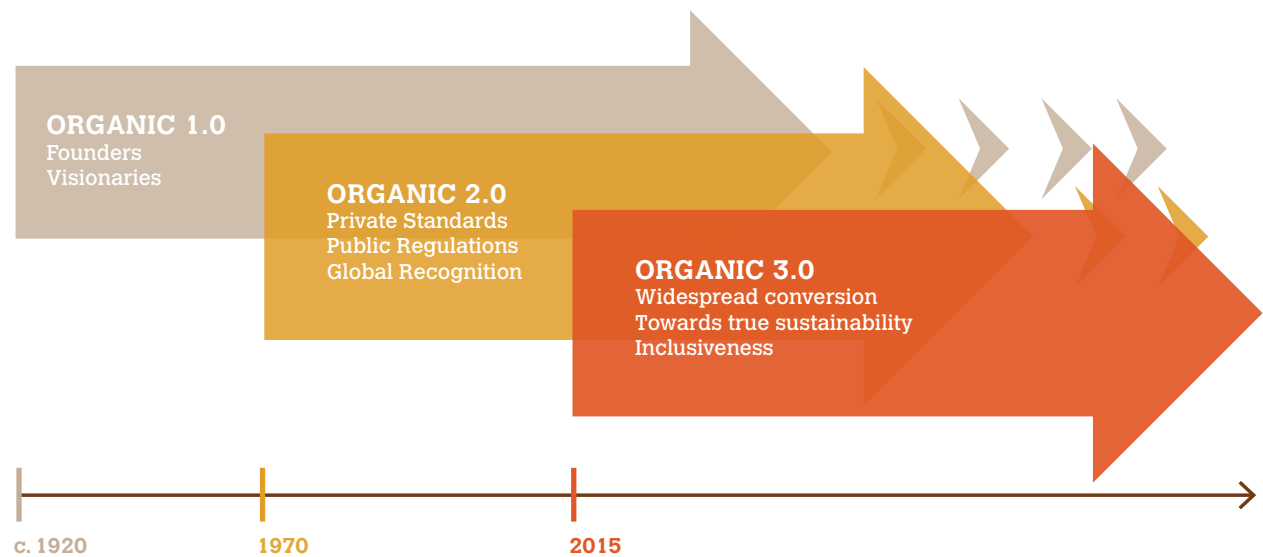 ORGANIC 1.0
Founders
Visionaries
ORGANIC 2.0
Private Standards
Public Regulations
Global Recognition
ORGANIC 3.0
Widespread conversion
Towards true sustainability
Inclusiveness
c. 1920
1970
2015